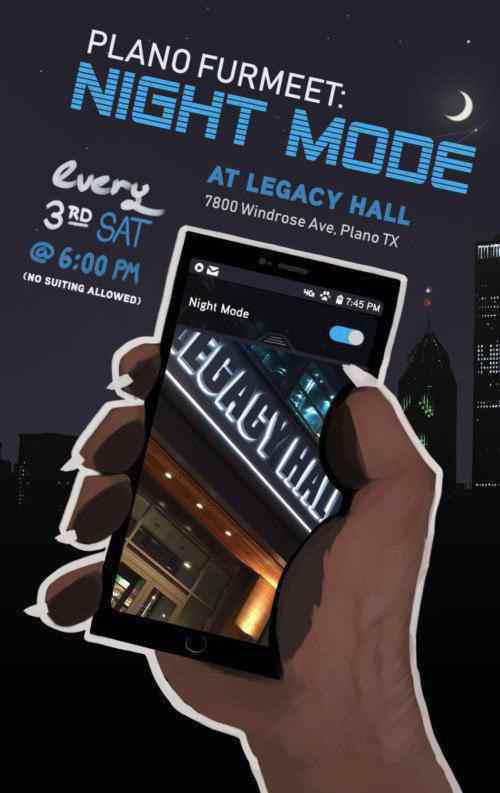 PLANO FURMEET:
NIGHT MODE
every
3RD SAT
@ 6:00 PM
(NO SUITING ALLOWED)
AT LEGACY HALL
7800 Windrose Ave, Plano TX
4G 7:45 PM
Night Mode
LEGACY HALL